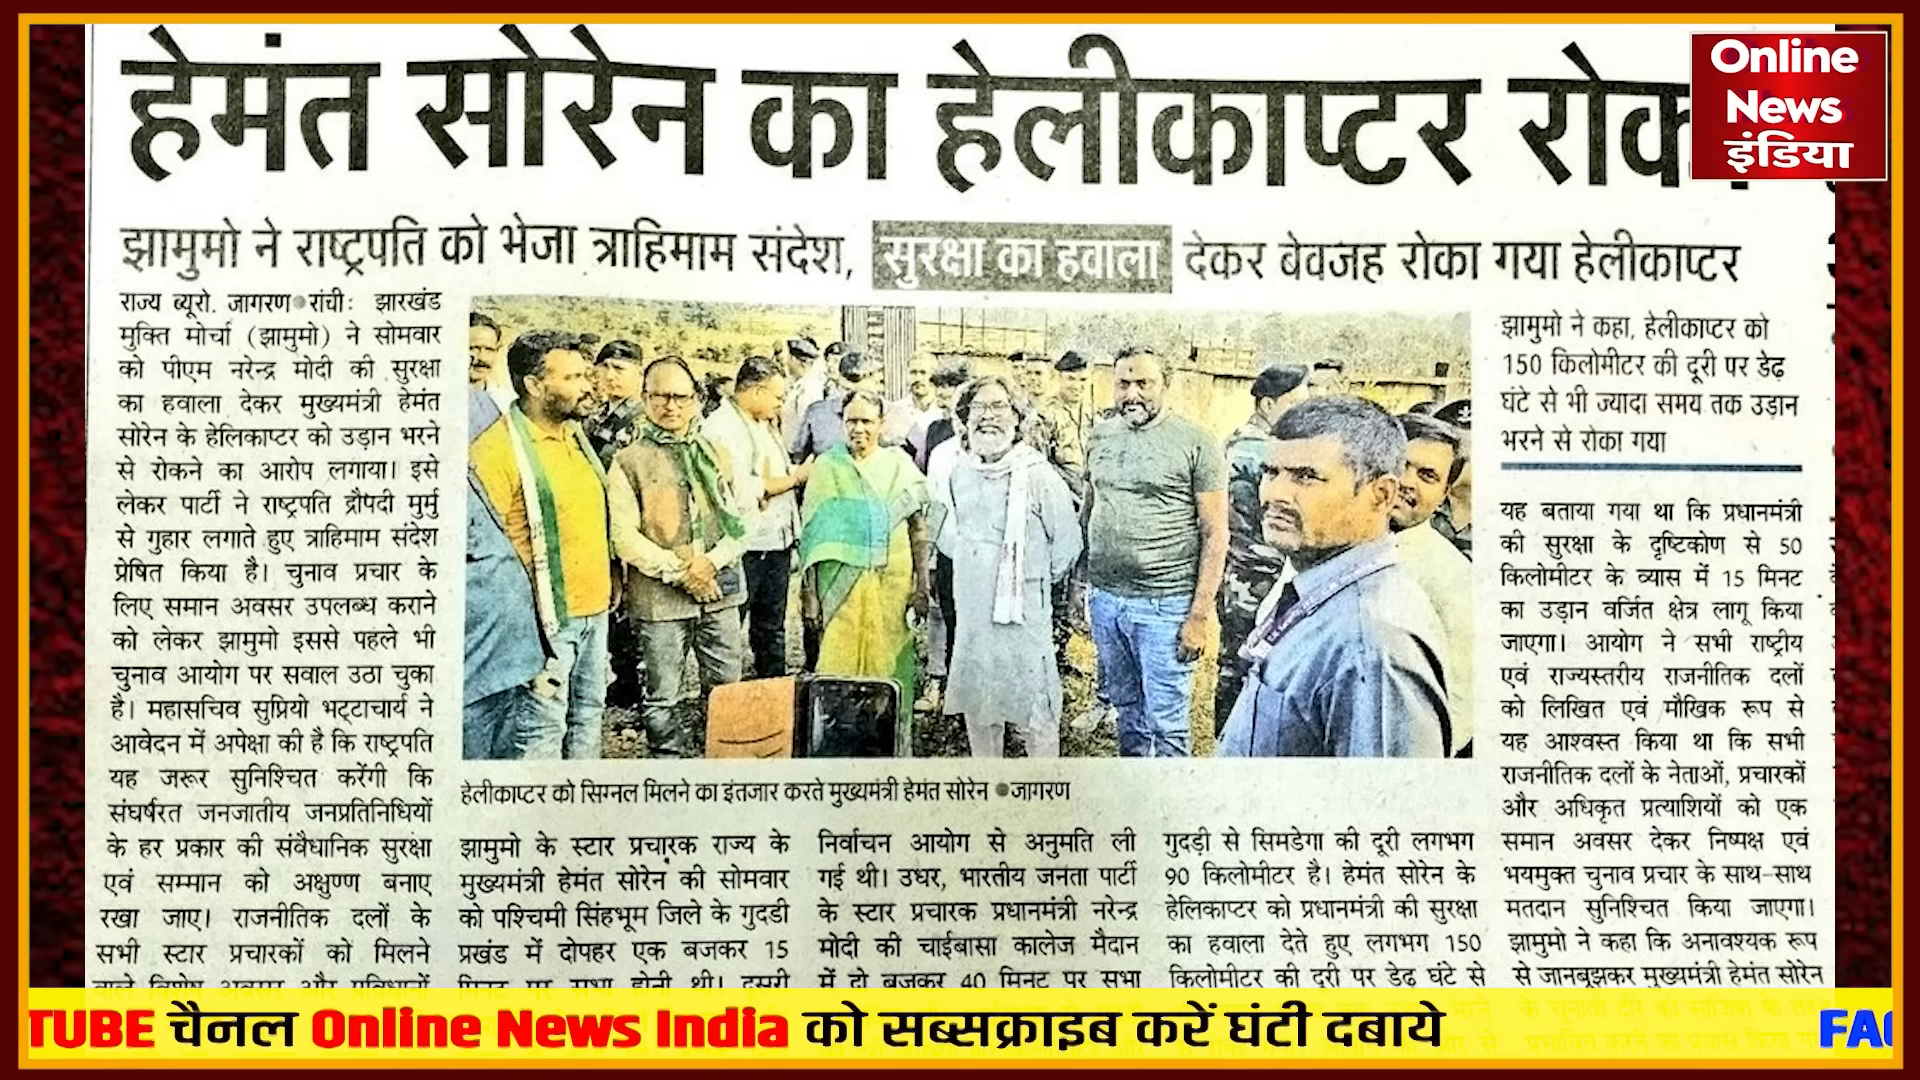 हेमंत सोरेन का हेलीकाप्टर
Online
News
इंडिया
झामुमो ने राष्ट्रपति को भेजा त्राहिमाम संदेश, सुरक्षा का हवाला देकर बेवजह रोका गया हेलीकाप्टर
राज्य ब्यूरो. जागरण●रांची: झारखंड
मुक्ति मोर्चा (झामुमो) ने सोमवार
को पीएम नरेन्द्र मोदी की सुरक्षा
का हवाला देकर मुख्यमंत्री हेमंत
सोरेन के हेलिकाप्टर को उड़ान भरने
से रोकने का आरोप लगाया। इसे
लेकर पार्टी ने राष्ट्रपति द्रौपदी मुर्मु
से गुहार लगाते हुए त्राहिमाम संदेश
प्रेषित किया है। चुनाव प्रचार के
लिए समान अवसर उपलब्ध कराने
को लेकर झामुमो इससे पहले भी
चुनाव आयोग पर सवाल उठा चुका
है। महासचिव सुप्रियो भट्टाचार्य ने
आवेदन में अपेक्षा की है कि राष्ट्रपति
यह जरूर सुनिश्चित करेंगी कि
संघर्षरत जनजातीय जनप्रतिनिधियों
के हर प्रकार की संवैधानिक सुरक्षा
एवं सम्मान को अक्षुण्ण बनाए
रखा जाए। राजनीतिक दलों के
सभी स्टार प्रचारकों को मिलने
हेलीकाप्टर को सिग्नल मिलने का इंतजार करते मुख्यमंत्री हेमंत सोरेन ●जागरण
झामुमो के स्टार प्रचारक राज्य के
मुख्यमंत्री हेमंत सोरेन की सोमवार
को पश्चिमी सिंहभूम जिले के गुदडी
प्रखंड में दोपहर एक बजकर 15
मिनट पर सभा होनी थी। दूसरी
निर्वाचन आयोग से अनुमति ली
गई थी। उधर, भारतीय जनता पार्टी
के स्टार प्रचारक प्रधानमंत्री नरेन्द्र
मोदी की चाईबासा कालेज मैदान
में दो बजकर 40 मिनट पर सभा
गुदड़ी से सिमडेगा की दूरी लगभग
90 किलोमीटर है। हेमंत सोरेन के
हेलिकाप्टर को प्रधानमंत्री की सुरक्षा
का हवाला देते हुए लगभग 150
किलोमीटर की दूरी पर डेढ़ घंटे से
झामुमो ने कहा, हेलीकाप्टर को
150 किलोमीटर की दूरी पर डेढ़
घंटे से भी ज्यादा समय तक उड़ान
भरने से रोका गया
यह बताया गया था कि प्रधानमंत्री
की सुरक्षा के दृष्टिकोण से 50
किलोमीटर के व्यास में 15 मिनट
का उड़ान वर्जित क्षेत्र लागू किया
जाएगा। आयोग ने सभी राष्ट्रीय
एवं राज्यस्तरीय राजनीतिक दलों
को लिखित एवं मौखिक रूप से
यह आश्वस्त किया था कि सभी
राजनीतिक दलों के नेताओं, प्रचारकों
और अधिकृत प्रत्याशियों को एक
समान अवसर देकर निष्पक्ष एवं
भयमुक्त चुनाव प्रचार के साथ-साथ
मतदान सुनिश्चित किया जाएगा।
झामुमो ने कहा कि अनावश्यक रूप
से जानबूझकर मुख्यमंत्री हेमंत सोरेन
TUBE चैनल Online News India को सब्सक्राइब करें घंटी दबाये